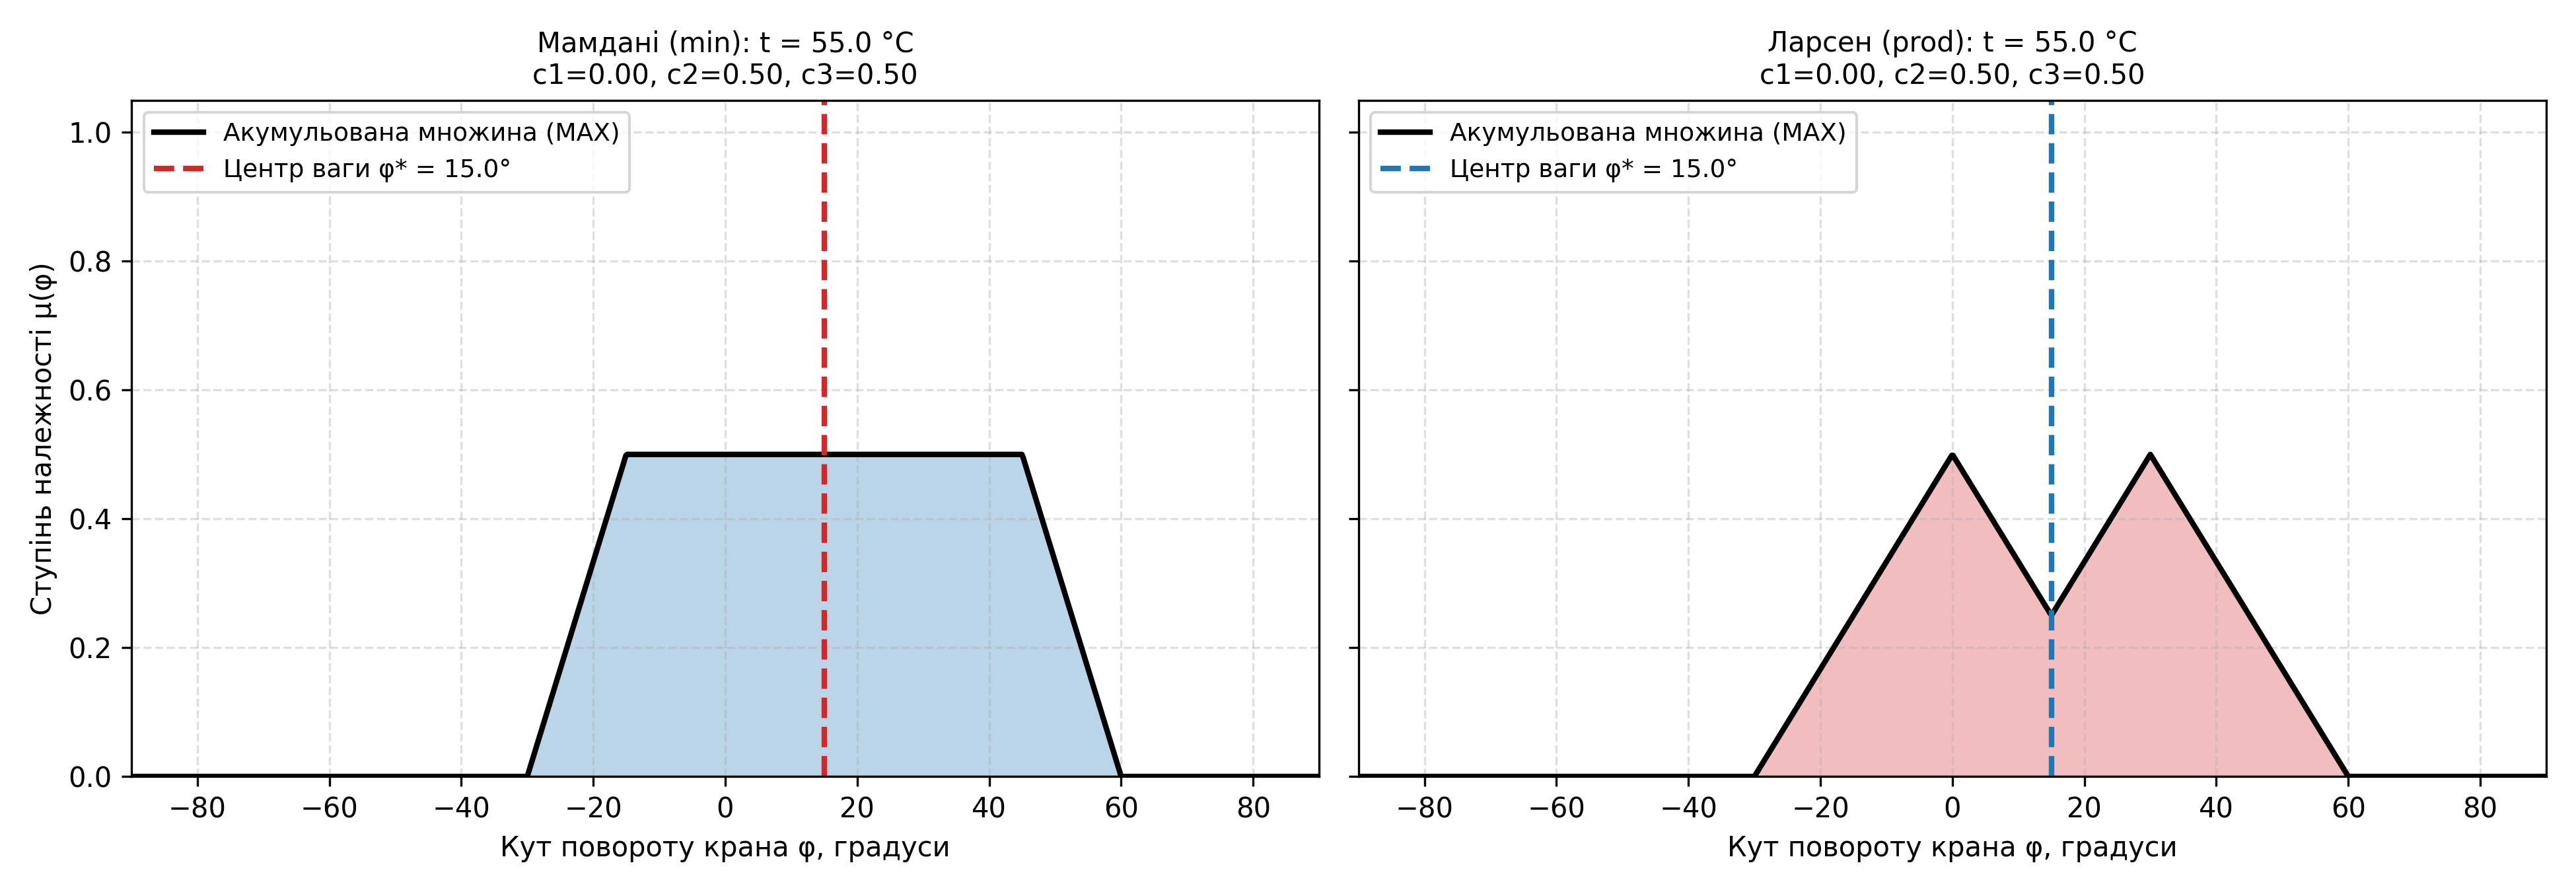 Мамдані (min): t = 55.0 °C
c1=0.00, c2=0.50, c3=0.50
Акумульована множина (MAX)
Центр ваги φ* = 15.0°
1.0
0.8
0.6
0.4
0.2
0.0
Ступінь належності μ(φ)
−80
−60
−40
−20
0
20
40
60
80
Кут повороту крана φ, градуси
Ларсен (prod): t = 55.0 °C
c1=0.00, c2=0.50, c3=0.50
Акумульована множина (MAX)
Центр ваги φ* = 15.0°
−80
−60
−40
−20
0
20
40
60
80
Кут повороту крана φ, градуси